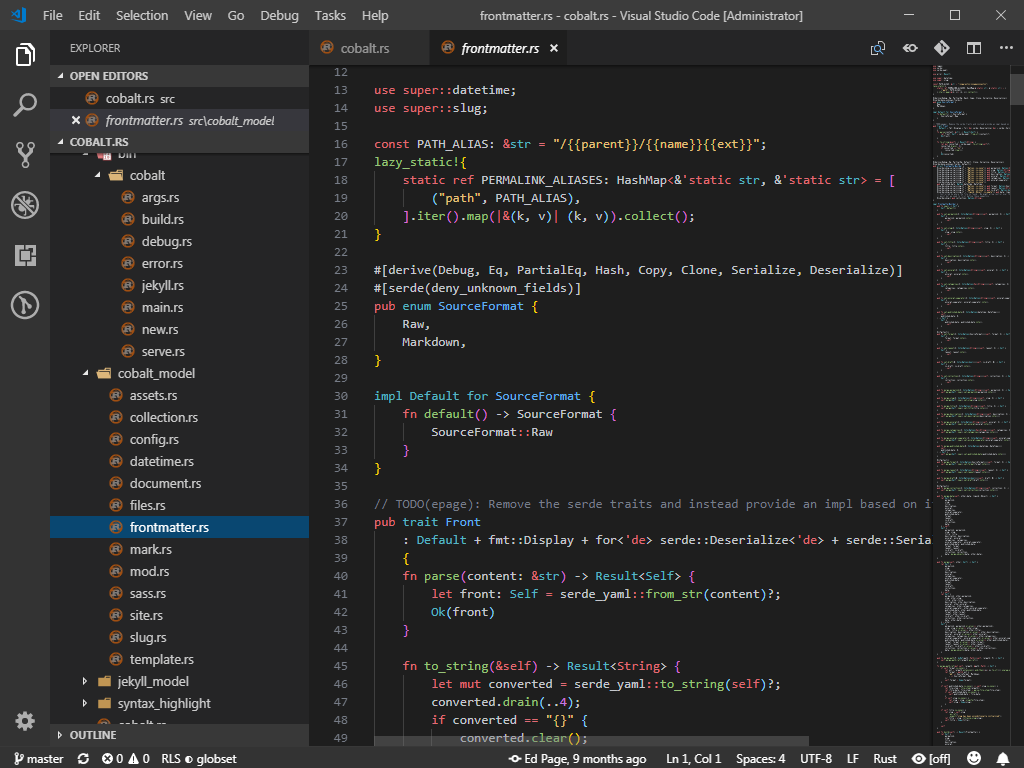 File Edit Selection View Go Debug Tasks Help
frontmatter.rs - cobalt.rs - Visual Studio Code [Administrator]
EXPLORER
OPEN EDITORS
cobalt.rs src
frontmatter.rs src\cobalt_model
COBALT.RS
bin
cobalt
args.rs
build.rs
debug.rs
error.rs
jekyll.rs
main.rs
new.rs
serve.rs
cobalt_model
assets.rs
collection.rs
config.rs
datetime.rs
document.rs
files.rs
frontmatter.rs
mark.rs
mod.rs
sass.rs
site.rs
slug.rs
template.rs
jekyll_model
syntax_highlight
cobalt.rs
OUTLINE
cobalt.rs
frontmatter.rs
12
13 use super::datetime;
14 use super::slug;
15
16 const PATH_ALIAS: &str = "/{{parent}}/{{name}}{{ext}}";
17 lazy_static!{
18 static ref PERMALINK_ALIASES: HashMap<&'static str, &'static str> = [
19 ("path", PATH_ALIAS),
20 ].iter().map(|&(k, v)| (k, v)).collect();
21 }
22
23 #[derive(Debug, Eq, PartialEq, Hash, Copy, Clone, Serialize, Deserialize)]
24 #[serde(deny_unknown_fields)]
25 pub enum SourceFormat {
26 Raw,
27 Markdown,
28 }
29
30 impl Default for SourceFormat {
31 fn default() -> SourceFormat {
32 SourceFormat::Raw
33 }
34 }
35
36 // TODO(epage): Remove the serde traits and instead provide an impl based on i
37 pub trait Front
38 : Default + fmt::Display + for<'de> serde::Deserialize<'de> + serde::Seria
39 {
40 fn parse(content: &str) -> Result<Self> {
41 let front: Self = serde_yaml::from_str(content)?;
42 Ok(front)
43 }
44
45 fn to_string(&self) -> Result<String> {
46 let mut converted = serde_yaml::to_string(self)?;
47 converted.drain(..4);
48 if converted == "{}" {
49 converted.clear();
master 0 0 RLS globset
Ed Page, 9 months ago Ln 1, Col 1 Spaces: 4 UTF-8 LF Rust [off]